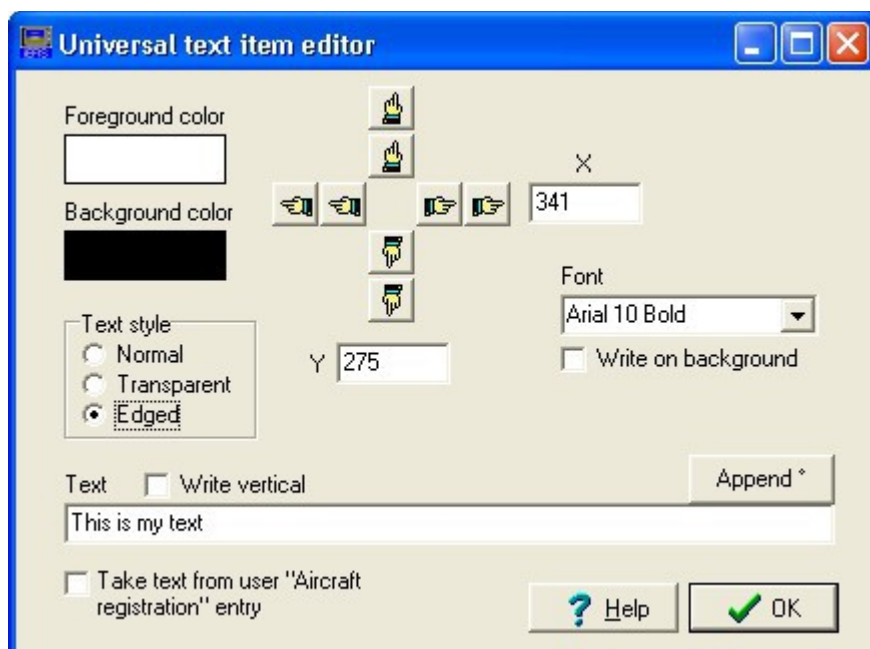 Universal text item editor
Foreground color
X
341
Background color
Font
Arial 10 Bold
Text style
Normal
Transparent
Edged
Y 275
Write on background
Append °
Text Write vertical
This is my text
Take text from user "Aircraft
registration" entry
? Help
OK